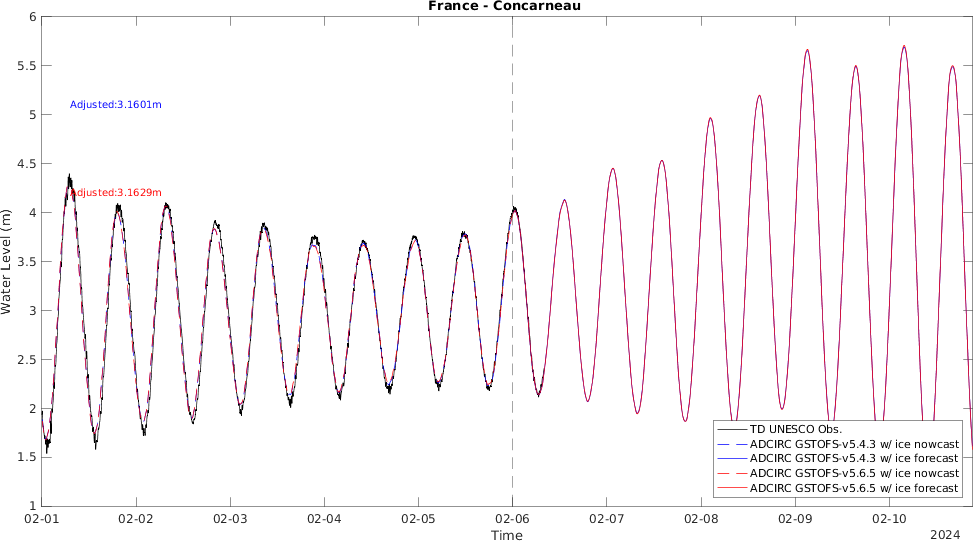 France - Concarneau
6
5.5
5
4.5
4
3.5
3
2.5
2
1.5
1
Water Level (m)
Adjusted:3.1601m
Adjusted:3.1629m
TD UNESCO Obs.
ADCIRC GSTOFS-v5.4.3 w/ ice nowcast
ADCIRC GSTOFS-v5.4.3 w/ ice forecast
ADCIRC GSTOFS-v5.6.5 w/ ice nowcast
ADCIRC GSTOFS-v5.6.5 w/ ice forecast
02-01 02-02 02-03 02-04 02-05 02-06 02-07 02-08 02-09 02-10
Time
2024